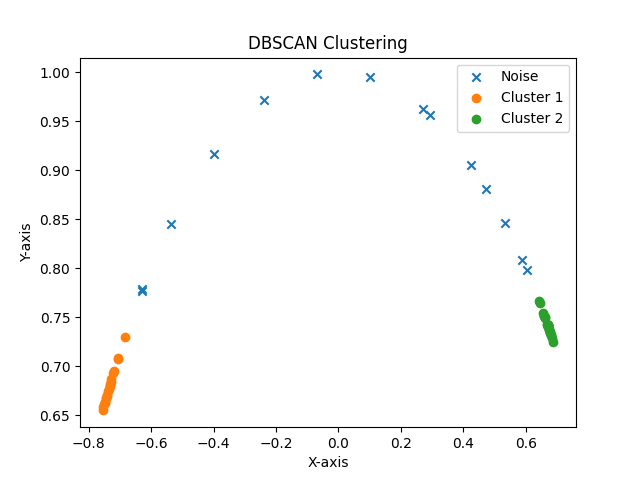 DBSCAN Clustering
Noise
Cluster 1
Cluster 2
1.00
0.95
0.90
0.85
0.80
0.75
0.70
0.65
Y-axis
−0.8 −0.6 −0.4 −0.2 0.0 0.2 0.4 0.6
X-axis